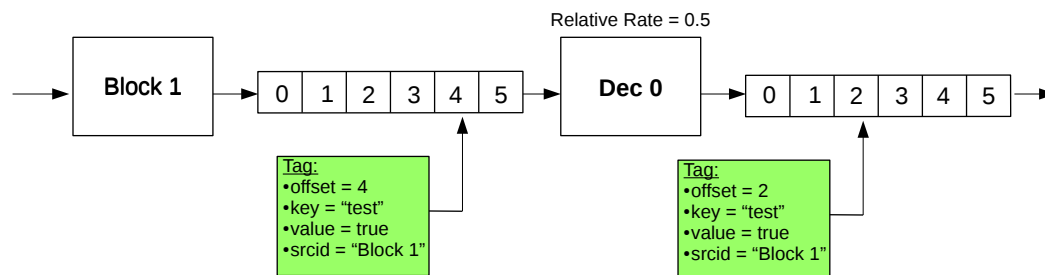 Relative Rate = 0.5
Block 1
0 1 2 3 4 5
Dec 0
0 1 2 3 4 5
Tag:
•offset = 4
•key = “test”
•value = true
•srcid = “Block 1”
Tag:
•offset = 2
•key = “test”
•value = true
•srcid = “Block 1”